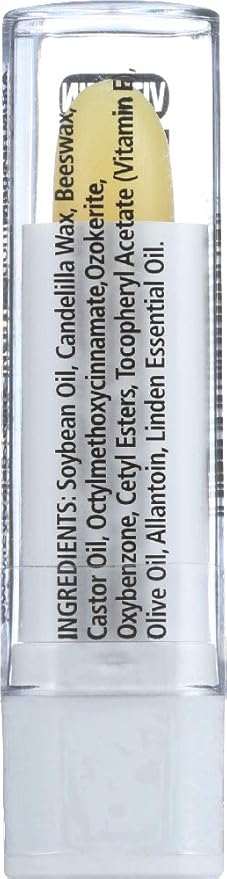 INGREDIENTS: Soybean Oil, Candelilla Wax, Beeswax,
Castor Oil, Octylmethoxycinnamate,Ozokerite,
Oxybenzone, Cetyl Esters, Tocopheryl Acetate (Vitamin E),
Olive Oil, Allantoin, Linden Essential Oil.